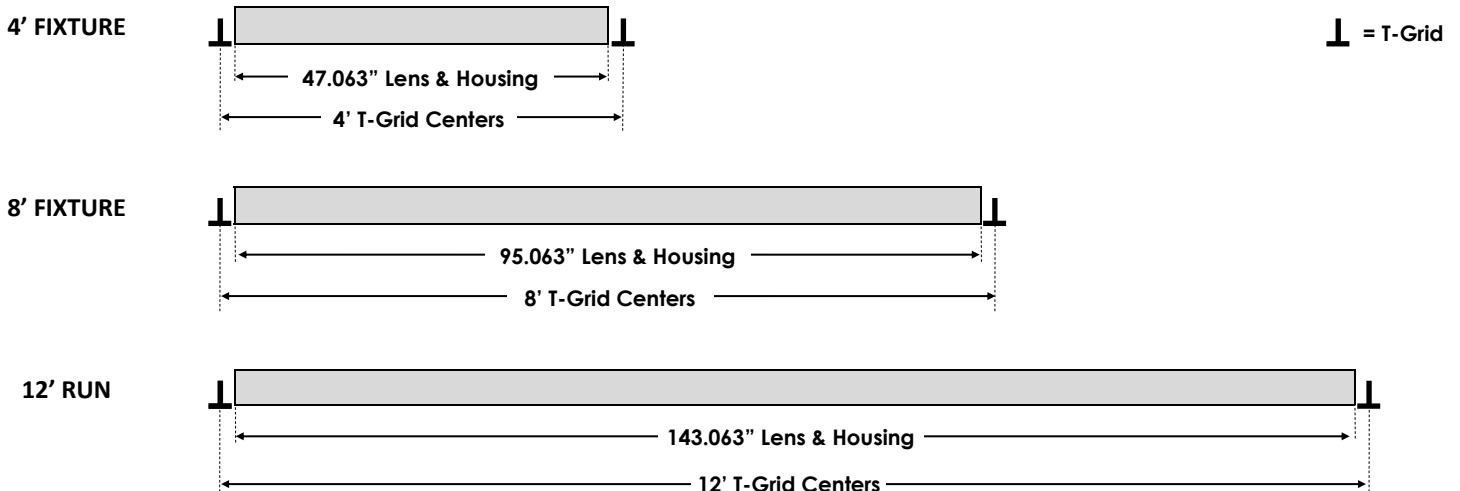 4’ FIXTURE
= T-Grid
47.063” Lens & Housing
4’ T-Grid Centers
8’ FIXTURE
95.063” Lens & Housing
8’ T-Grid Centers
12’ RUN
143.063” Lens & Housing
12’ T-Grid Centers